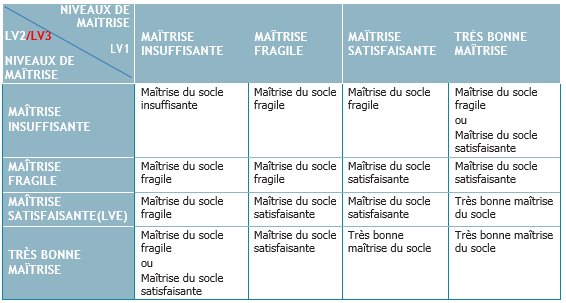 NIVEAUX DE
MAITRISE
LV2/LV3
LV1
NIVEAUX DE
MAÏTRISE
MAÎTRISE
INSUFFISANTE
MAÎTRISE
FRAGILE
MAÎTRISE
SATISFAISANTE
TRÈS BONNE
MAÎTRISE
MAÎTRISE
INSUFFISANTE
Maîtrise du socle
insuffisante
Maîtrise du socle
fragile
Maîtrise du socle
fragile
Maîtrise du socle
fragile
ou
Maîtrise du socle
satisfaisante
MAÎTRISE
FRAGILE
Maîtrise du socle
fragile
Maîtrise du socle
fragile
Maîtrise du socle
satisfaisante
Maîtrise du socle
satisfaisante
MAÎTRISE
SATISFAISANTE(LVE)
Maîtrise du socle
fragile
Maîtrise du socle
satisfaisante
Maîtrise du socle
satisfaisante
Très bonne maîtrise
du socle
TRÈS BONNE
MAÎTRISE
Maîtrise du socle
fragile
ou
Maîtrise du socle
satisfaisante
Maîtrise du socle
satisfaisante
Très bonne
maîtrise du socle
Très bonne maîtrise
du socle